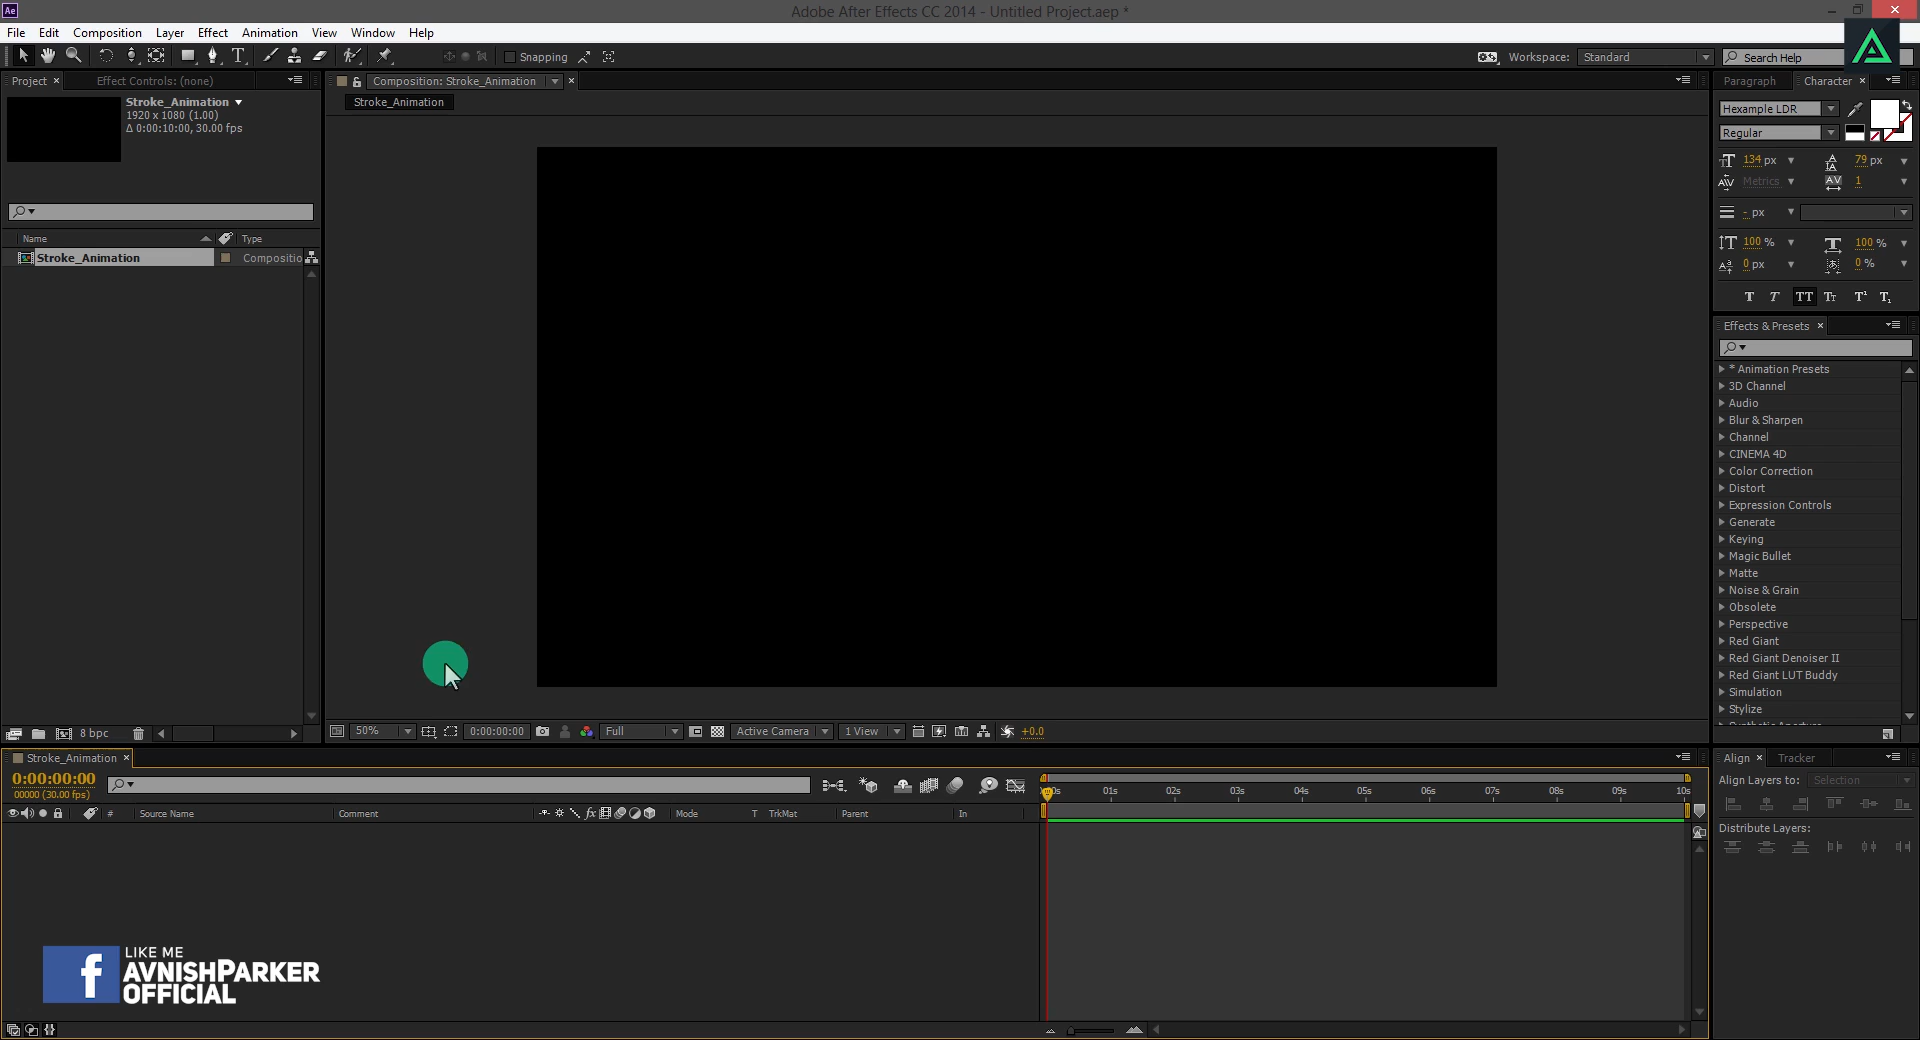 Ae
Adobe After Effects CC 2014 - Untitled Project.aep *
File Edit Composition Layer Effect Animation View Window Help
Snapping
Workspace: Standard
Search Help
Project × Effect Controls: (none)
Composition: Stroke_Animation ×
Paragraph Character ×
Stroke_Animation
1920 x 1080 (1.00)
Δ 0:00:10:00, 30.00 fps
Stroke_Animation
Hexample LDR
Regular
134 px 79 px
Metrics 1
- px
100 % 100 %
0 px 0 %
T T TT Tt T¹ T₁
Name Type
Stroke_Animation Compositio
Effects & Presets ×
* Animation Presets
3D Channel
Audio
Blur & Sharpen
Channel
CINEMA 4D
Color Correction
Distort
Expression Controls
Generate
Keying
Magic Bullet
Matte
Noise & Grain
Obsolete
Perspective
Red Giant
Red Giant Denoiser II
Red Giant LUT Buddy
Simulation
Stylize
8 bpc
50% 0:00:00:00 Full Active Camera 1 View +0.0
Stroke_Animation ×
0:00:00:00
00000 (30.00 fps)
# Source Name Comment fx Mode T TrkMat Parent In
0s 01s 02s 03s 04s 05s 06s 07s 08s 09s 10s
Align × Tracker
Align Layers to: Selection
Distribute Layers:
f
LIKE ME
AVNISHPARKER
OFFICIAL